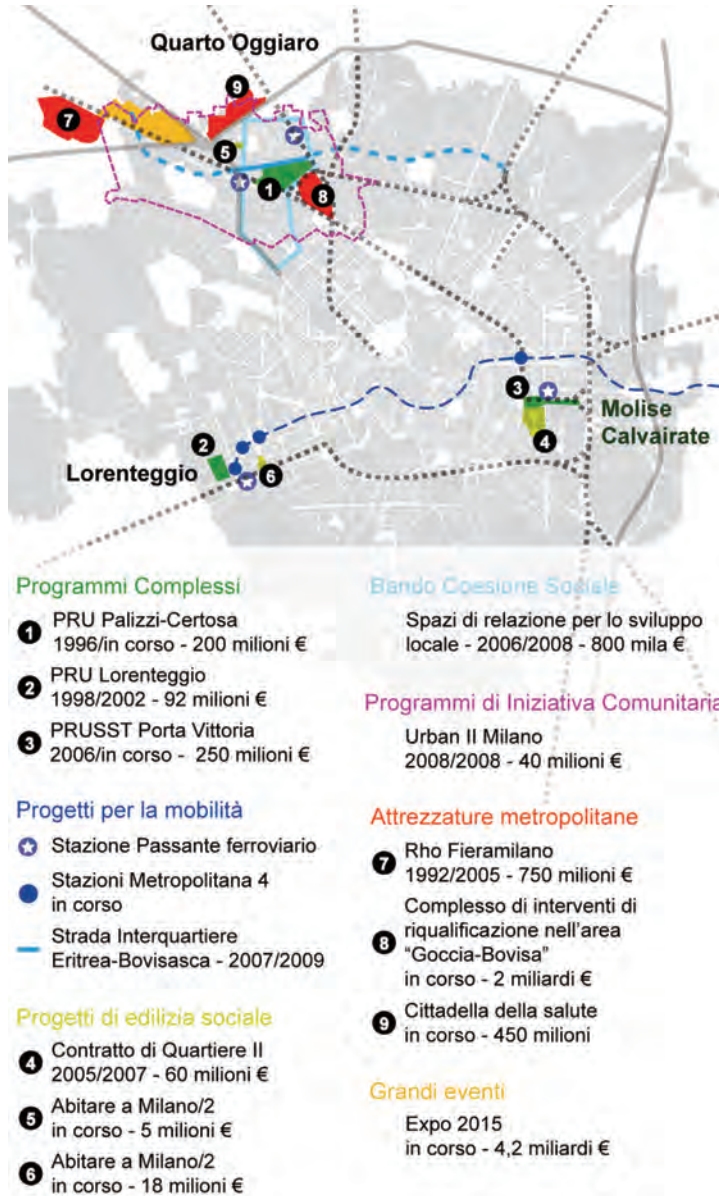 Quarto Oggiaro
9
7
5
1
8
3
Molise
Calvairate
2
4
Lorenteggio
6
Programmi Complessi
1 PRU Palizzi-Certosa
1996/in corso - 200 milioni €
2 PRU Lorenteggio
1998/2002 - 92 milioni €
3 PRUSST Porta Vittoria
2006/in corso - 250 milioni €
Progetti per la mobilità
Stazione Passante ferroviario
Stazioni Metropolitana 4
in corso
Strada Interquartiere
Eritrea-Bovisasca - 2007/2009
Progetti di edilizia sociale
4 Contratto di Quartiere II
2005/2007 - 60 milioni €
5 Abitare a Milano/2
in corso - 5 milioni €
6 Abitare a Milano/2
in corso - 18 milioni €
Bando Coesione Sociale
Spazi di relazione per lo sviluppo
locale - 2006/2008 - 800 mila €
Programmi di Iniziativa Comunitaria
Urban II Milano
2008/2008 - 40 milioni €
Attrezzature metropolitane
7 Rho Fieramilano
1992/2005 - 750 milioni €
8 Complesso di interventi di
riqualificazione nell'area
"Goccia-Bovisa"
in corso - 2 miliardi €
9 Cittadella della salute
in corso - 450 milioni
Grandi eventi
Expo 2015
in corso - 4,2 miliardi €